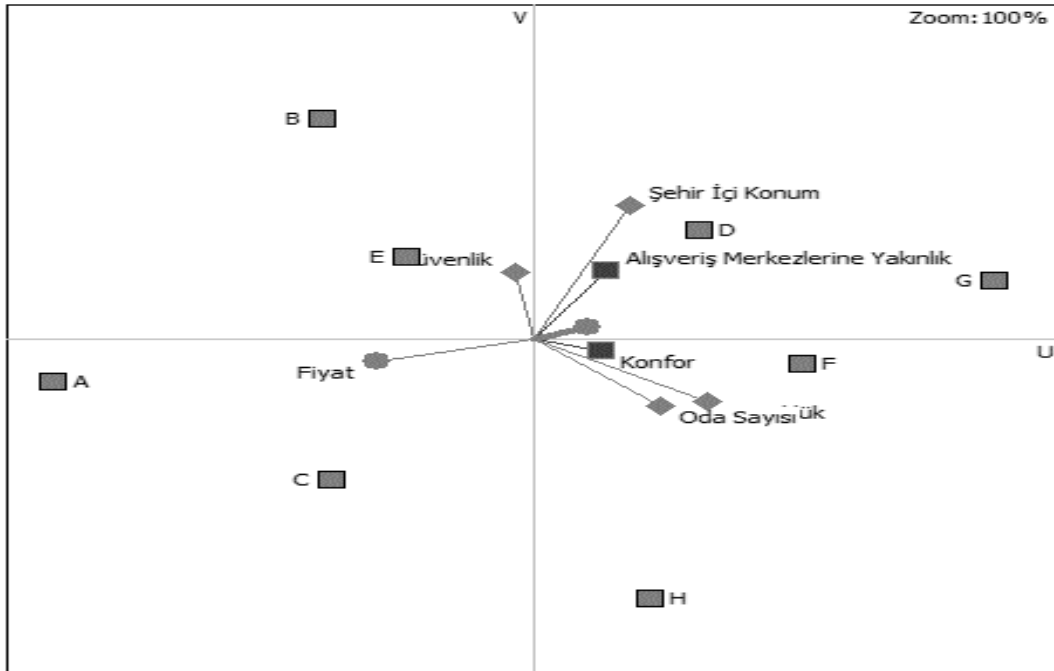 V
Zoom: 100%
B
Şehir İçi Konum
D
E
Alışveriş Merkezlerine Yakınlık
G
U
Konfor
F
Fiyat
A
Oda Sayısı
C
H